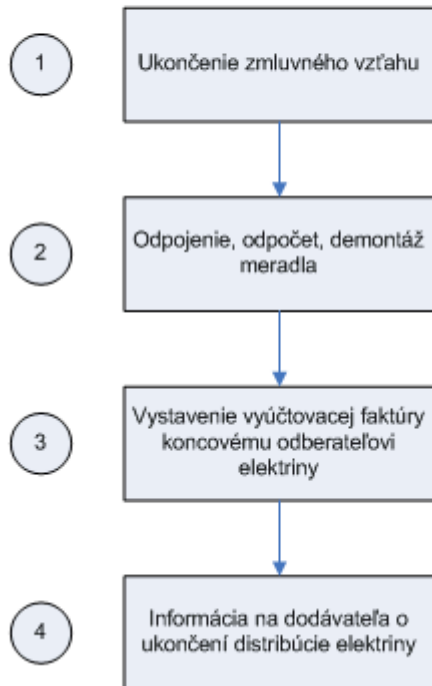 1
Ukončenie zmluvného vzťahu
2
Odpojenie, odpočet, demontáž
meradla
3
Vystavenie vyúčtovacej faktúry
koncovému odberateľovi
elektriny
4
Informácia na dodávateľa o
ukončení distribúcie elektriny